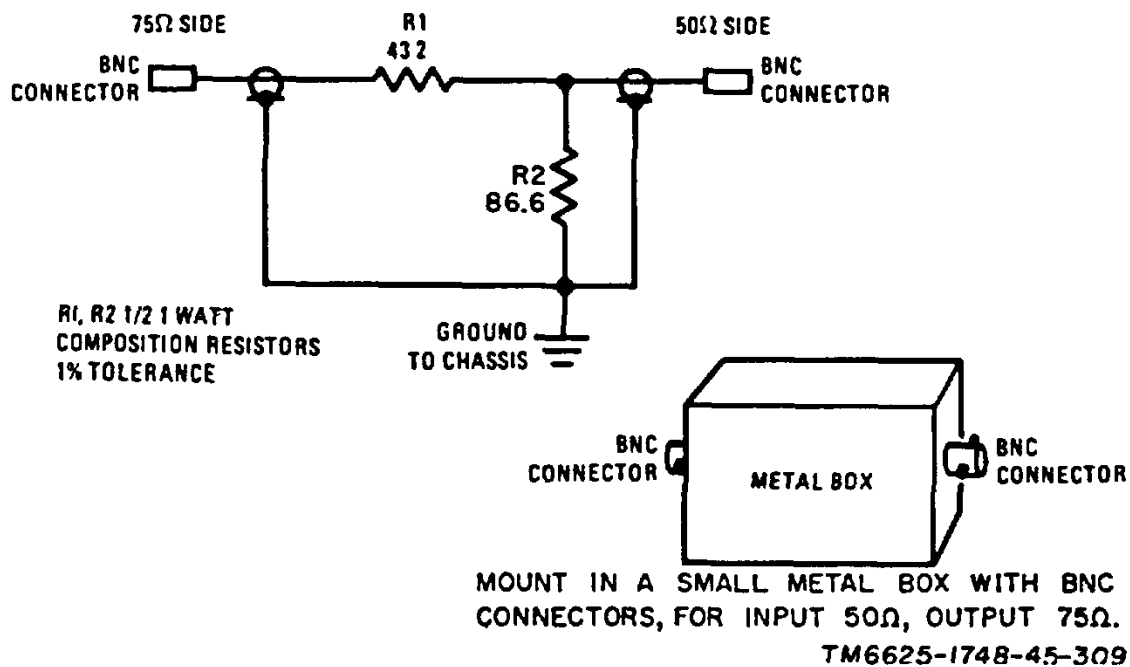 75Ω SIDE
R1
43 2
50Ω SIDE
BNC
CONNECTOR
BNC
CONNECTOR
R2
86.6
R1, R2 1/2 1 WATT
COMPOSITION RESISTORS
1% TOLERANCE
GROUND
TO CHASSIS
BNC
CONNECTOR
METAL BOX
BNC
CONNECTOR
MOUNT IN A SMALL METAL BOX WITH BNC
CONNECTORS, FOR INPUT 50Ω, OUTPUT 75Ω.
TM6625-1748-45-309